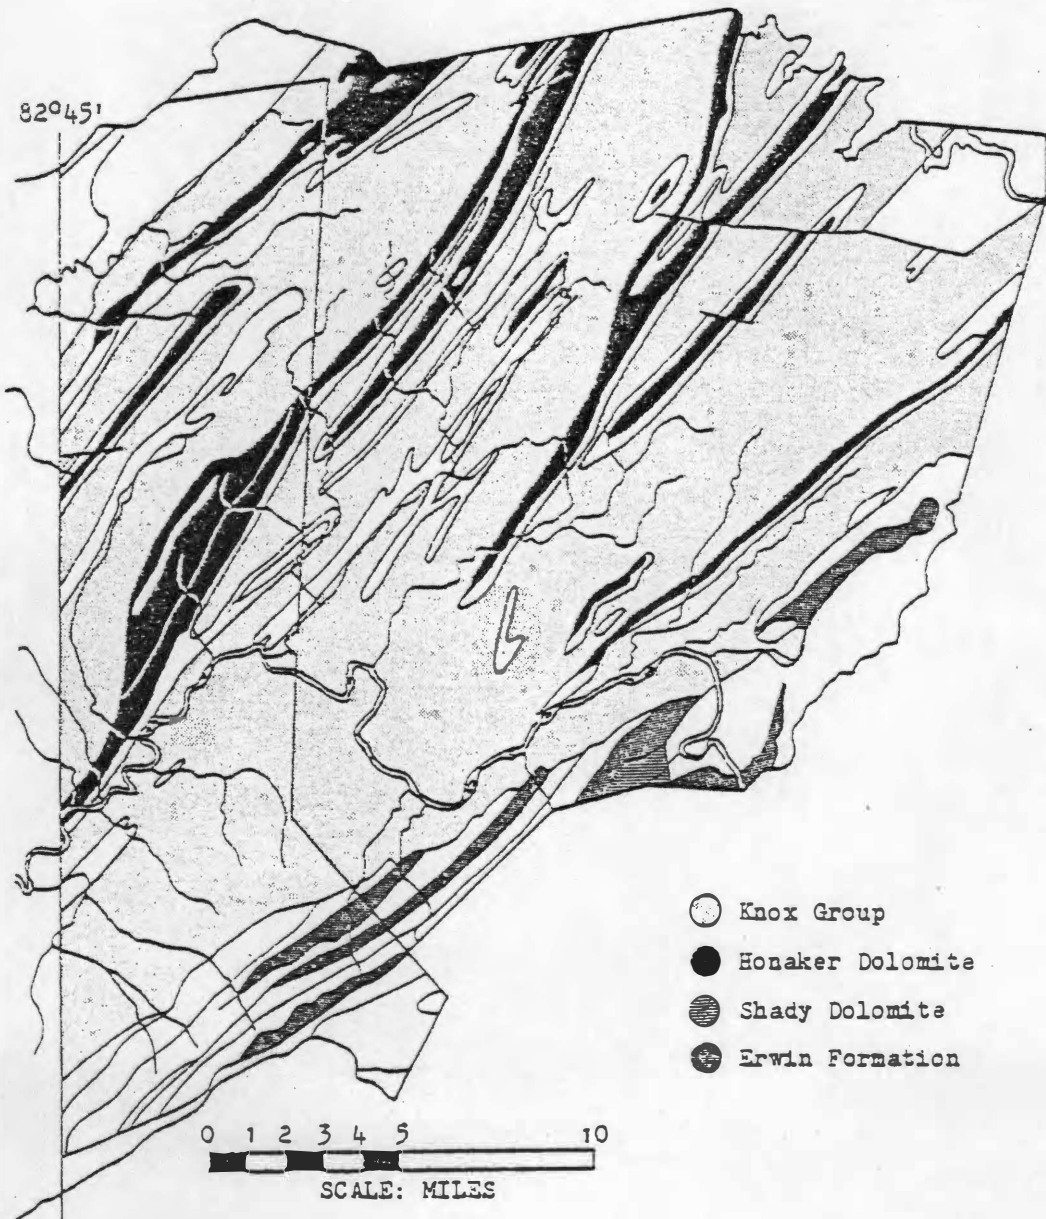 82°45'
Knox Group
Honaker Dolomite
Shady Dolomite
Erwin Formation
0 1 2 3 4 5 10
SCALE: MILES